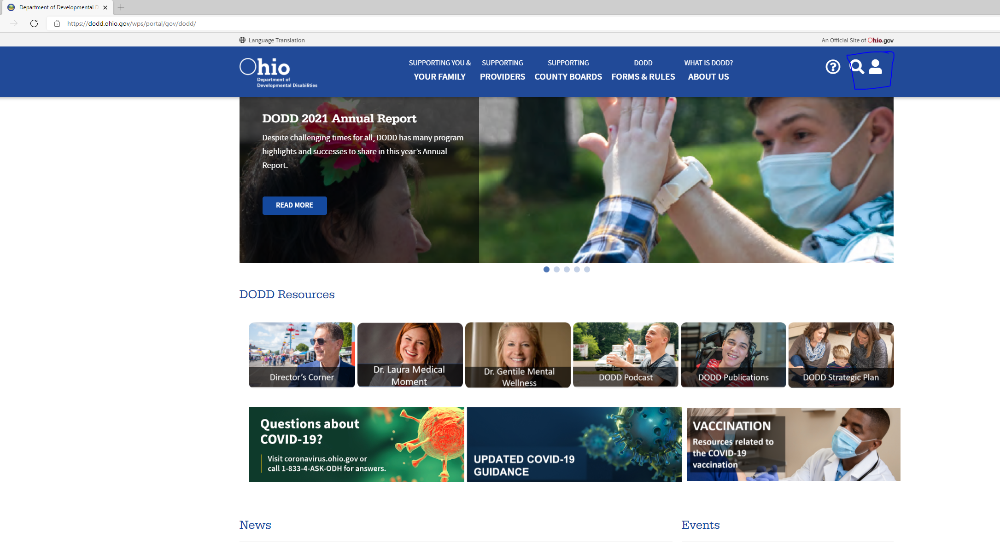 Department of Developmental D
https://dodd.ohio.gov/wps/portal/gov/dodd/
Language Translation
An Official Site of Ohio.gov
Ohio
Department of
Developmental Disabilities
SUPPORTING YOU &
YOUR FAMILY
SUPPORTING
PROVIDERS
SUPPORTING
COUNTY BOARDS
DODD
FORMS & RULES
WHAT IS DODD?
ABOUT US
DODD 2021 Annual Report
Despite challenging times for all, DODD has many program
highlights and successes to share in this year’s Annual
Report.
READ MORE
DODD Resources
Director’s Corner
Dr. Laura Medical
Moment
Dr. Gentile Mental
Wellness
DODD Podcast
DODD Publications
DODD Strategic Plan
Questions about
COVID-19?
Visit coronavirus.ohio.gov or
call 1-833-4-ASK-ODH for answers.
UPDATED COVID-19
GUIDANCE
VACCINATION
Resources related to
the COVID-19
vaccination
News
Events